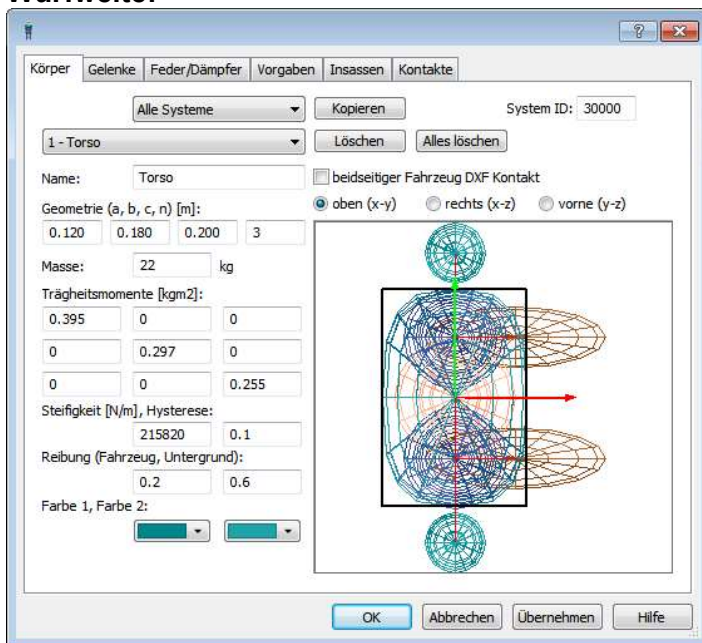 Körper Gelenke Feder/Dämpfer Vorgaben Insassen Kontakte
Alle Systeme Kopieren System ID: 30000
1 - Torso Löschen Alles löschen
Name: Torso beidseitiger Fahrzeug DXF Kontakt
Geometrie (a, b, c, n) [m]: oben (x-y) rechts (x-z) vorne (y-z)
0.120 0.180 0.200 3
Masse: 22 kg
Trägheitsmomente [kgm2]:
0.395 0 0
0 0.297 0
0 0 0.255
Steifigkeit [N/m], Hysterese:
215820 0.1
Reibung (Fahrzeug, Untergrund):
0.2 0.6
Farbe 1, Farbe 2:
OK Abbrechen Übernehmen Hilfe